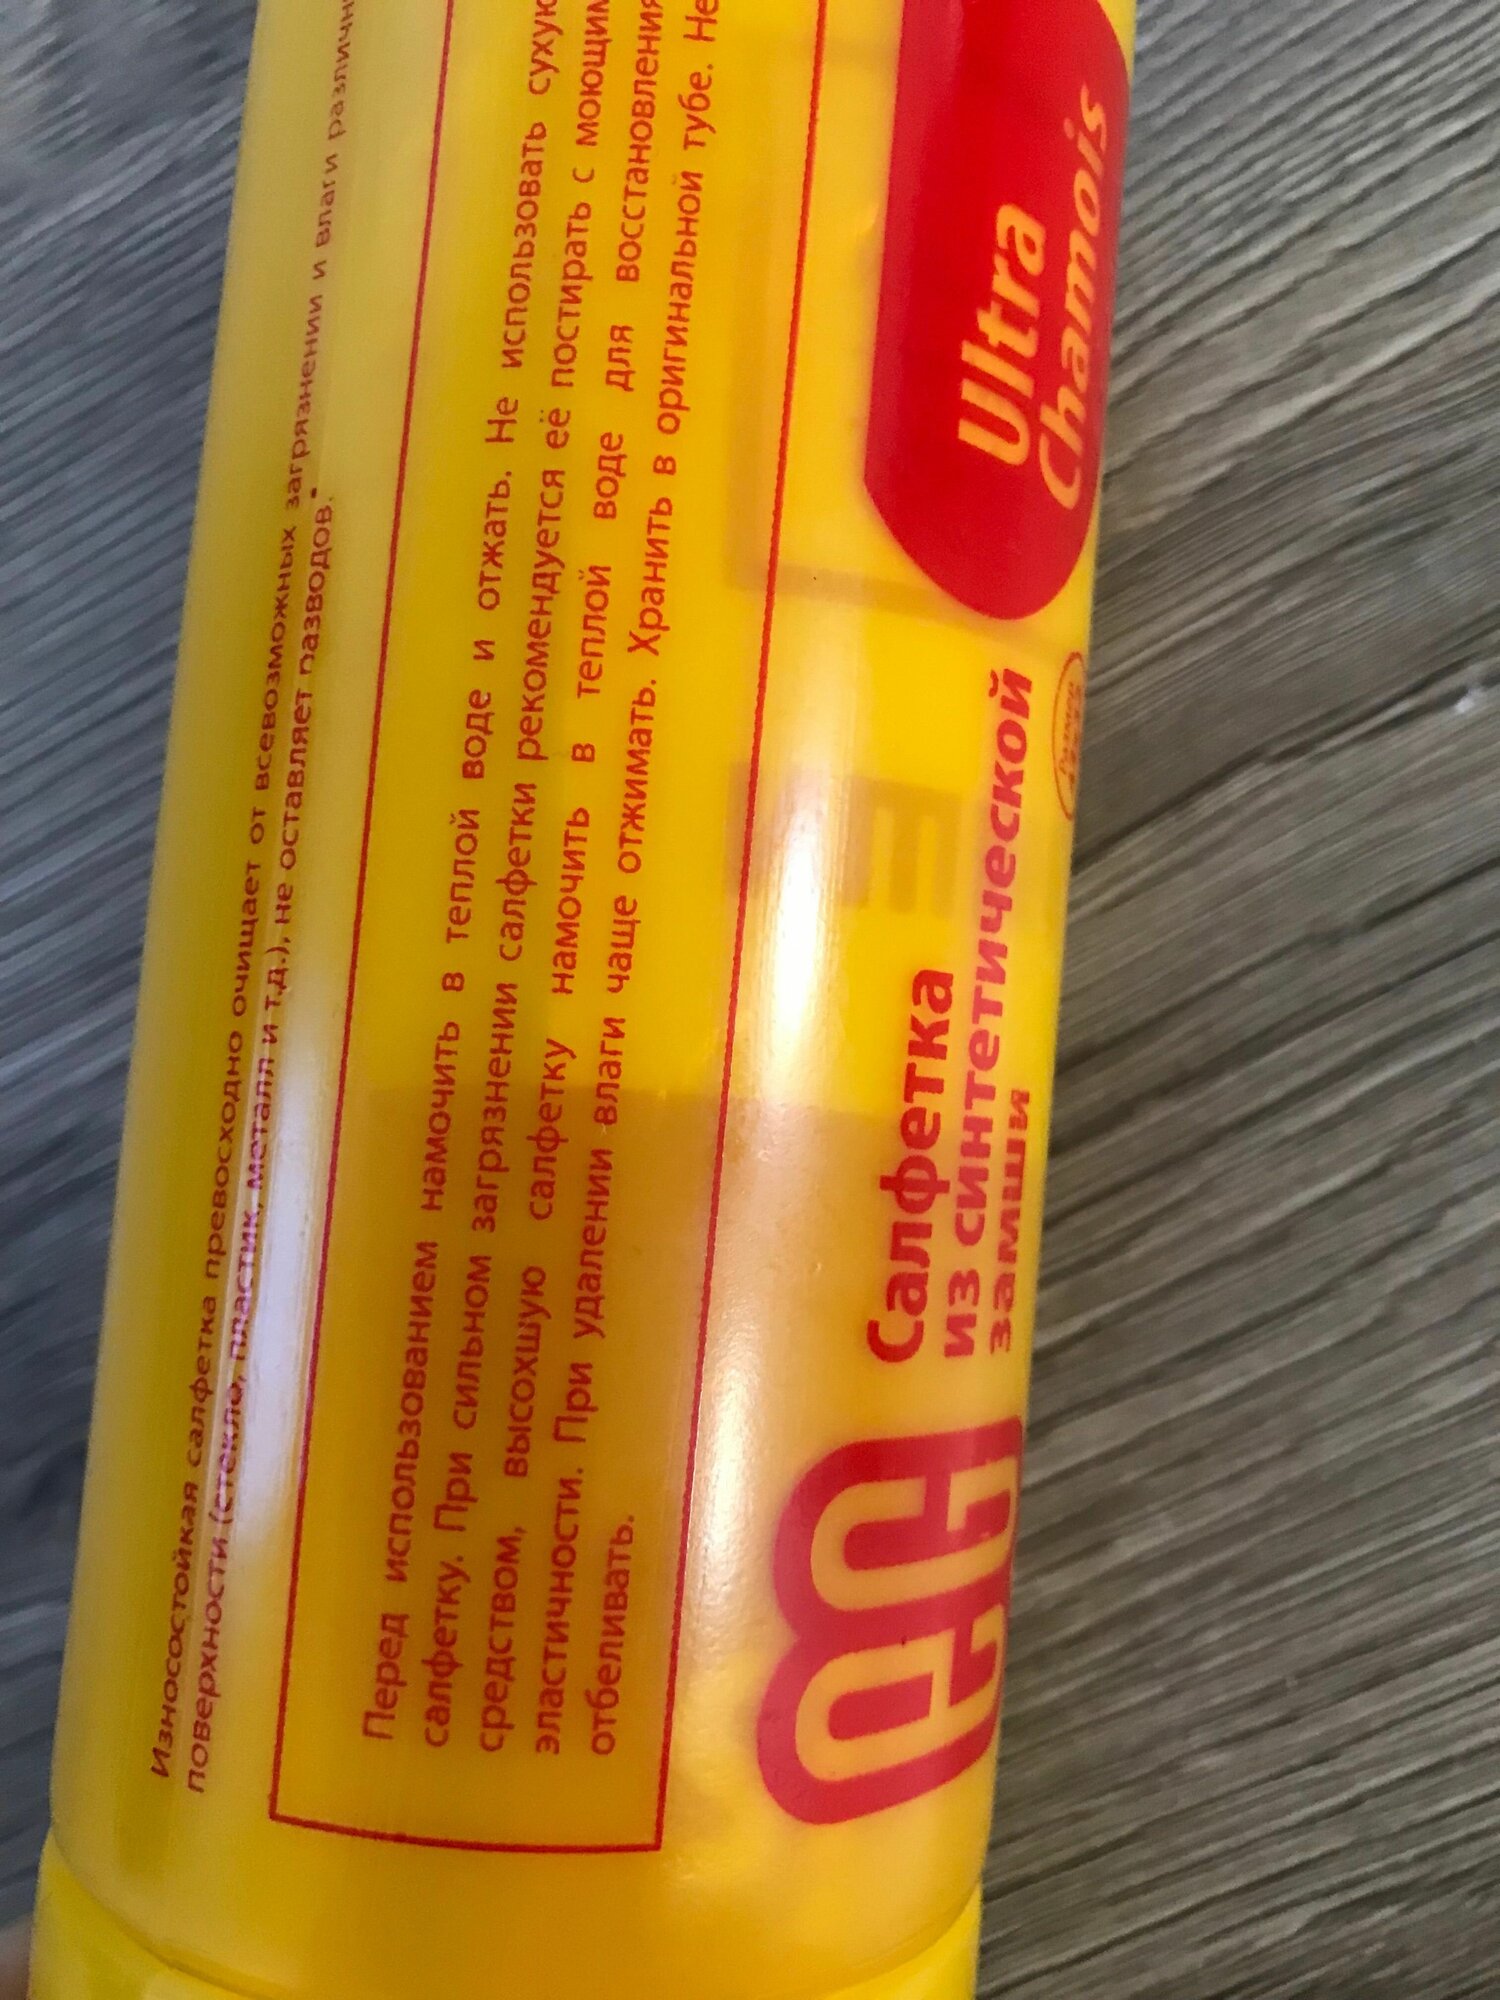 Износостойкая салфетка превосходно очищает от всевозможных загрязнении и влаги различн
поверхности (стекло, пластик, металл и т.д.), не оставляет разводов.
Перед использованием намочить в теплой воде и отжать. Не использовать сухую
салфетку. При сильном загрязнении салфетки рекомендуется её постирать с моющим
средством, высохшую салфетку намочить в теплой воде для восстановления
эластичности. При удалении влаги чаще отжимать. Хранить в оригинальной тубе. Не
отбеливать.
Салфетка
из синтетической
замши
Ultra
Chamois